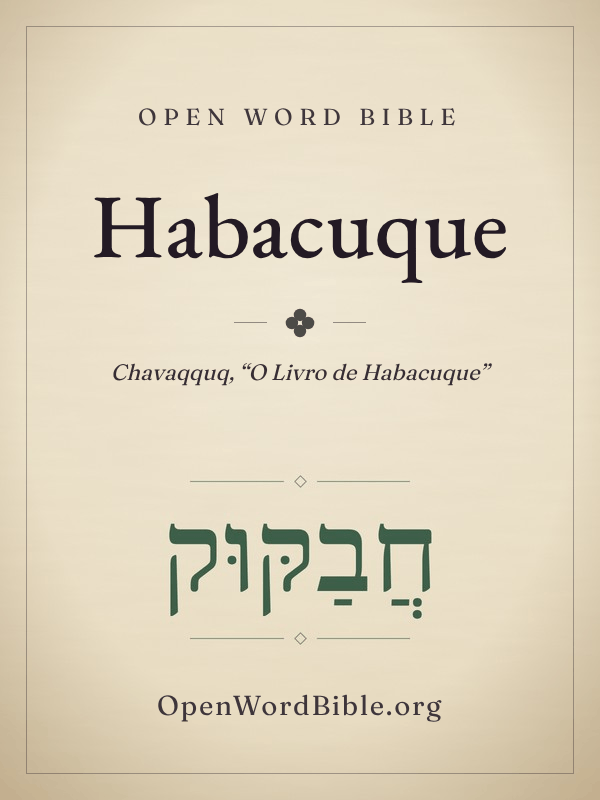 OPEN WORD BIBLE
Habacuque
Chavaqquq, “O Livro de Habacuque”
חֲבַקּוּק
OpenWordBible.org